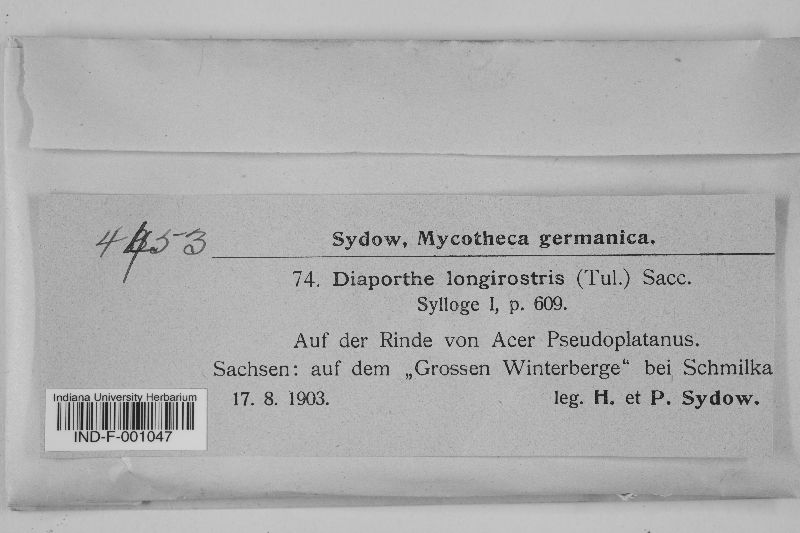 Sydow, Mycotheca germanica.
74. Diaporthe longirostris (Tul.) Sacc.
Sylloge I, p. 609.
Auf der Rinde von Acer Pseudoplatanus.
Sachsen: auf dem „Grossen Winterberge“ bei Schmilka
17. 8. 1903. leg. H. et P. Sydow.
Indiana University Herbarium
IND-F-001047